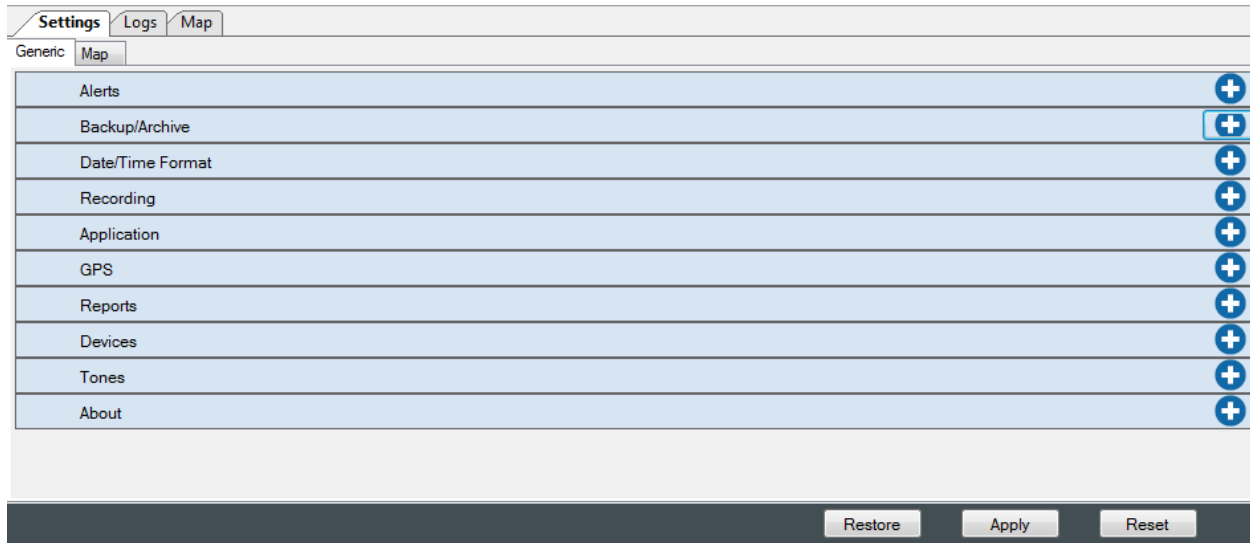 Settings Logs Map
Generic Map
Alerts
Backup/Archive
Date/Time Format
Recording
Application
GPS
Reports
Devices
Tones
About
Restore Apply Reset